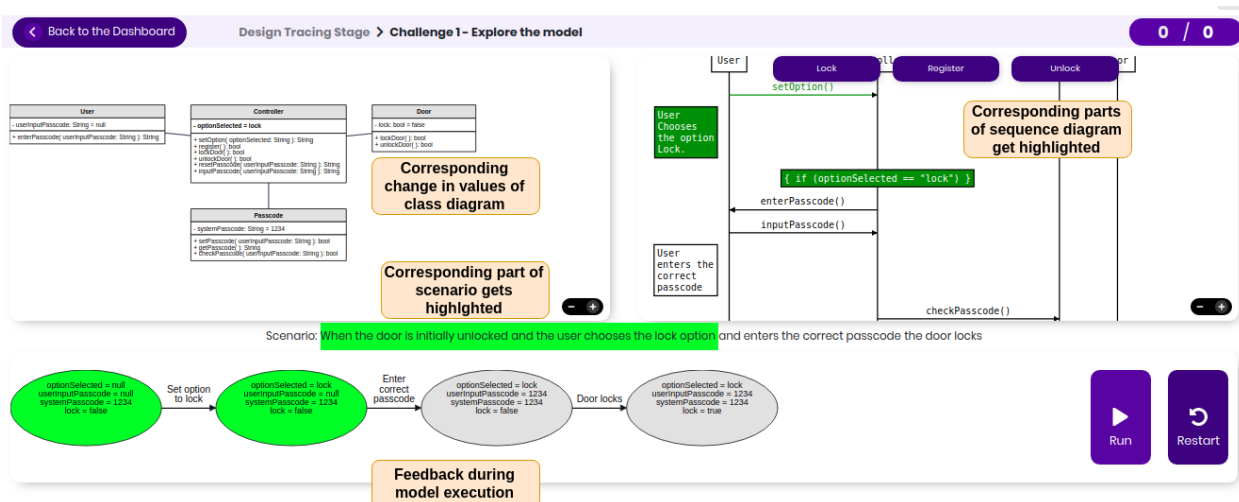 Back to the Dashboard
Design Tracing Stage > Challenge 1 - Explore the model
0 / 0
User
- userInputPasscode: String = null
+ enterPasscode( userInputPasscode: String ): String
Controller
- optionSelected = lock
+ setOption( optionSelected: String ): String
+ register( ): bool
+ lockDoor( ): bool
+ unlockDoor( ): bool
+ resetPasscode( userInputPasscode: String ): String
+ inputPasscode( userInputPasscode: String ): String
Door
- lock: bool = false
+ lockDoor( ): bool
+ unlockDoor( ): bool
Passcode
- systemPasscode: String = 1234
+ setPasscode( userInputPasscode: String ): bool
+ getPasscode( ): String
+ checkPasscode( userInputPasscode: String ): bool
Corresponding
change in values of
class diagram
Corresponding part of
scenario gets
highlghted
User
Lock
Register
Unlock
setOption()
User
Chooses
the option
Lock.
Corresponding parts
of sequence diagram
get highlighted
{ if (optionSelected == "lock") }
enterPasscode()
inputPasscode()
User
enters the
correct
passcode
checkPasscode()
Scenario: When the door is initially unlocked and the user chooses the lock option and enters the correct passcode the door locks
optionSelected = null
userInputPasscode = null
systemPasscode = 1234
lock = false
Set option
to lock
optionSelected = lock
userInputPasscode = null
systemPasscode = 1234
lock = false
Enter
correct
passcode
optionSelected = lock
userInputPasscode = 1234
systemPasscode = 1234
lock = false
Door locks
optionSelected = lock
userInputPasscode = 1234
systemPasscode = 1234
lock = true
Run
Restart
Feedback during
model execution